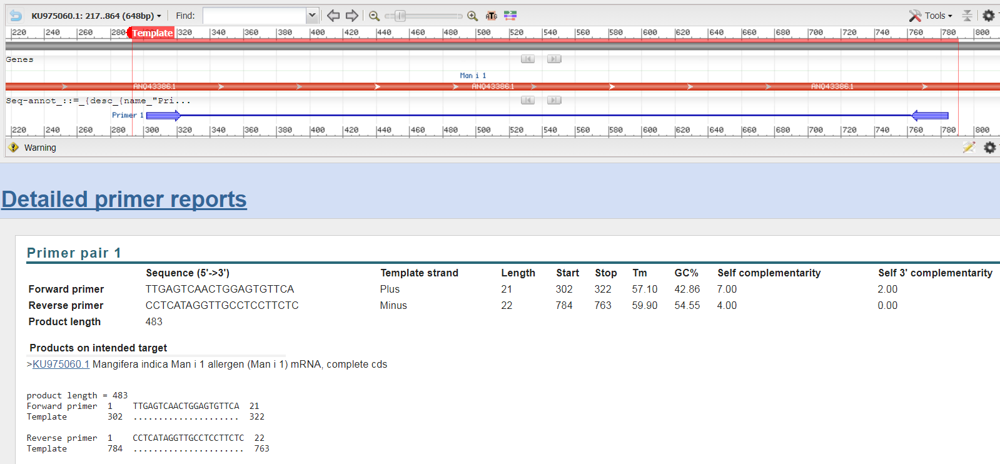 KU975060.1: 217..864 (648bp) Find: Tools
220 240 260 280 Template 320 340 360 380 400 420 440 460 480 500 520 540 560 580 600 620 640 660 680 700 720 740 760 780 800
Genes
Man i 1
ANQ43386.1 ANQ43386.1 ANQ43386.1
Seq-annot_::=_{desc_{name_"Pri...
Primer 1
220 240 260 280 300 320 340 360 380 400 420 440 460 480 500 520 540 560 580 600 620 640 660 680 700 720 740 760 780 800
Warning
Detailed primer reports
Primer pair 1
Sequence (5'->3') Template strand Length Start Stop Tm GC% Self complementarity Self 3' complementarity
Forward primer TTGAGTCAACTGGAGTGTTCA Plus 21 302 322 57.10 42.86 7.00 2.00
Reverse primer CCTCATAGGTTGCCTCCTTCTC Minus 22 784 763 59.90 54.55 4.00 0.00
Product length 483
Products on intended target
>KU975060.1 Mangifera indica Man i 1 allergen (Man i 1) mRNA, complete cds
product length = 483
Forward primer 1 TTGAGTCAACTGGAGTGTTCA 21
Template 302 ..................... 322
Reverse primer 1 CCTCATAGGTTGCCTCCTTCTC 22
Template 784 ...................... 763